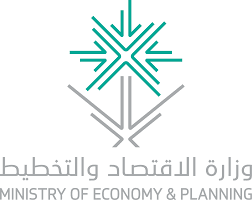 وزارة الاقتصاد والتخطيط
MINISTRY OF ECONOMY & PLANNING